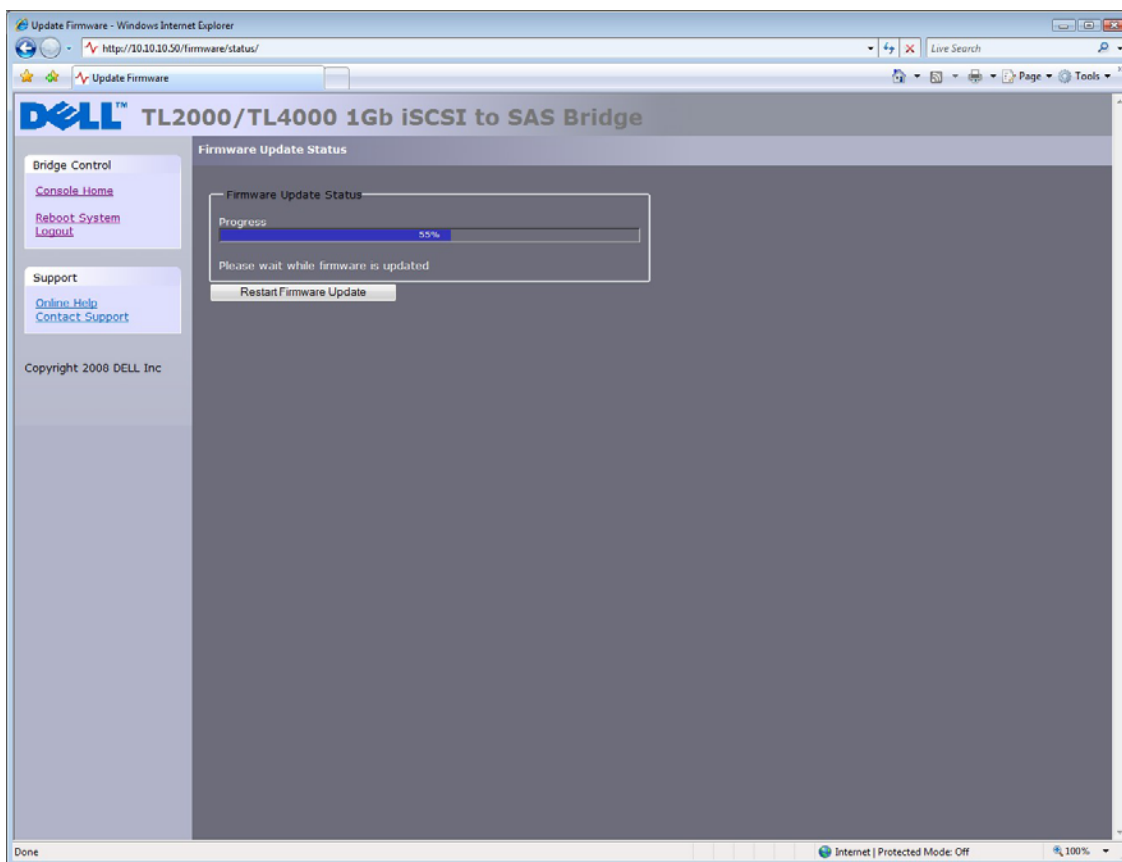 Update Firmware - Windows Internet Explorer
http://10.10.10.50/firmware/status/
Live Search
Update Firmware
Page
Tools
DELL™ TL2000/TL4000 1Gb iSCSI to SAS Bridge
Firmware Update Status
Bridge Control
Console Home
Reboot System
Logout
Support
Online Help
Contact Support
Copyright 2008 DELL Inc
Firmware Update Status
Progress
55%
Please wait while firmware is updated
Restart Firmware Update
Done
Internet | Protected Mode: Off
100%